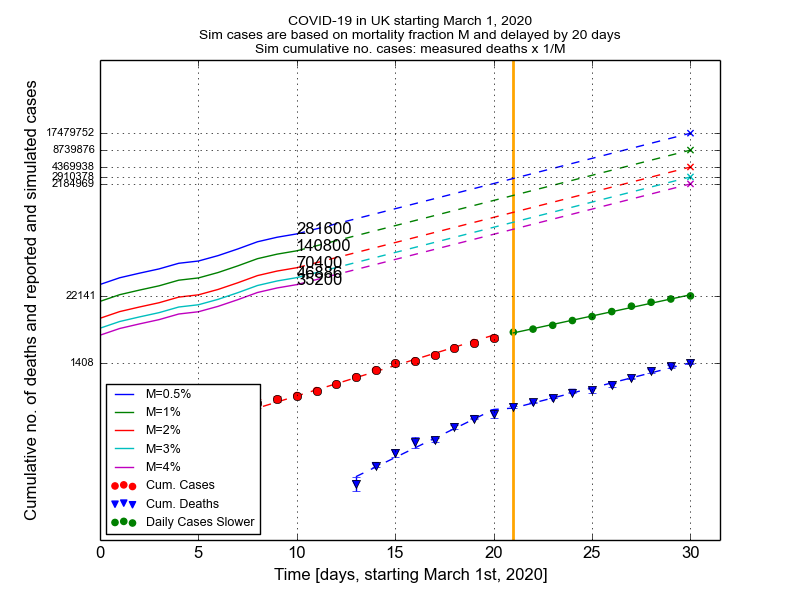 COVID-19 in UK starting March 1, 2020
Sim cases are based on mortality fraction M and delayed by 20 days
Sim cumulative no. cases: measured deaths x 1/M
Cumulative no. of deaths and reported and simulated cases
17479752
8739876
4369938
2910378
2184969
22141
1408
281600
140800
70400
46886
35200
M=0.5%
M=1%
M=2%
M=3%
M=4%
Cum. Cases
Cum. Deaths
Daily Cases Slower
0 5 10 15 20 25 30
Time [days, starting March 1st, 2020]